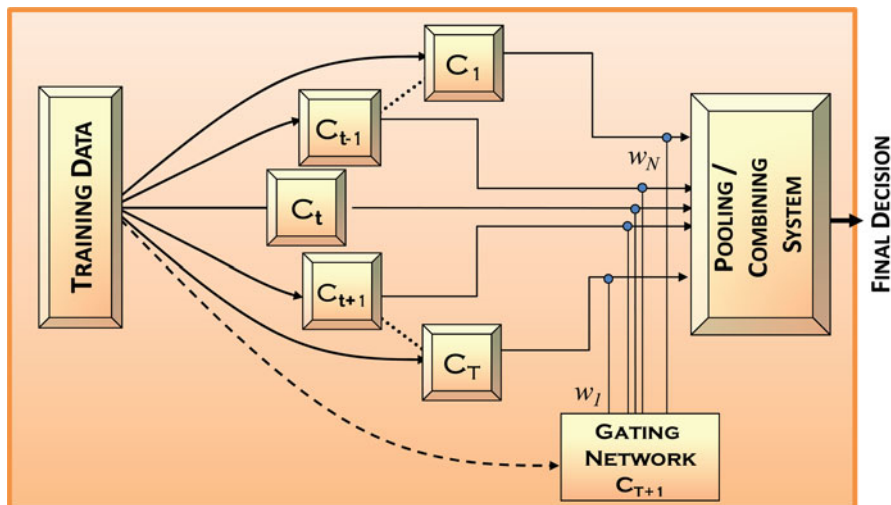 TRAINING DATA
C1
Ct-1
Ct
Ct+1
CT
wN
w1
GATING
NETWORK
CT+1
POOLING /
COMBINING
SYSTEM
FINAL DECISION